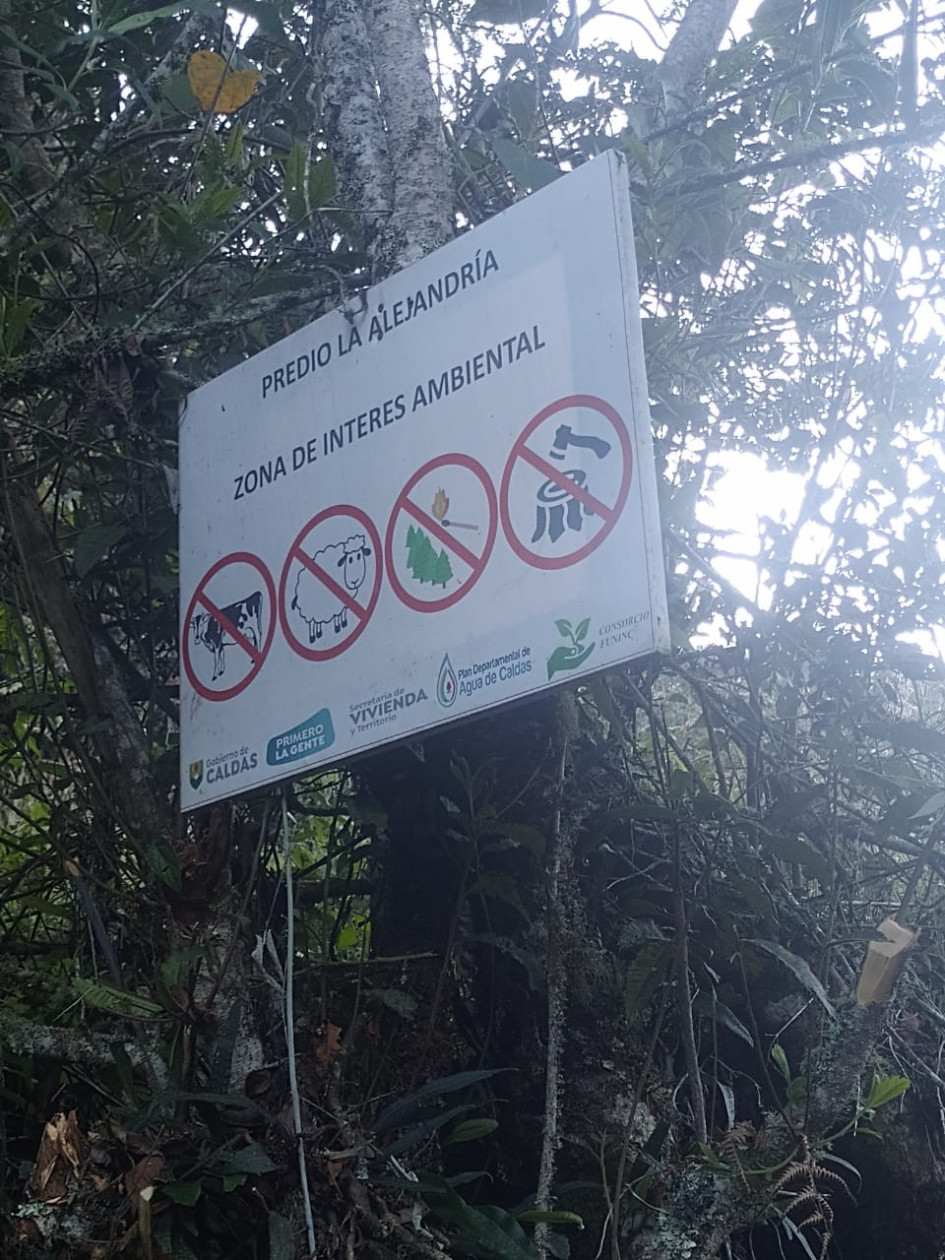 PREDIO LA ALEJANDRÍA
ZONA DE INTERES AMBIENTAL
Gobierno de
CALDAS
PRIMERO
LA GENTE
Secretaría de
VIVIENDA
y Territorio
Plan Departamental de
Agua de Caldas
CONSORCIO